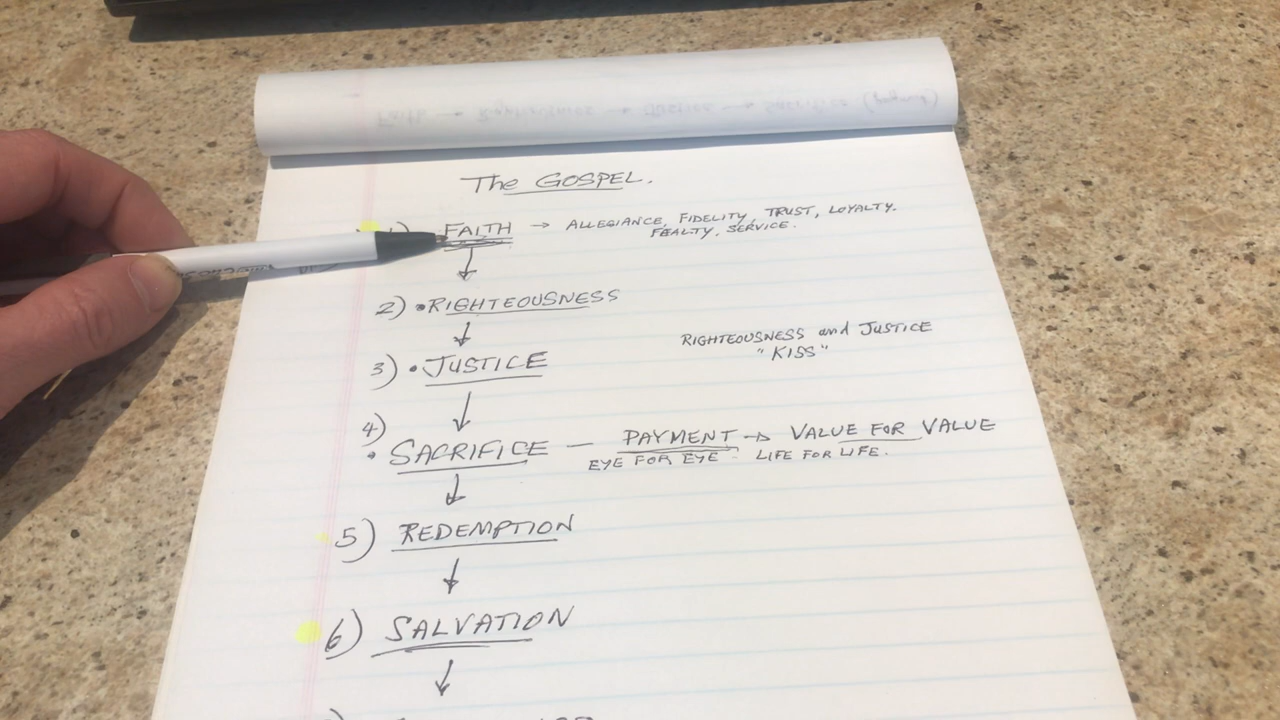 The GOSPEL.
1) FAITH → ALLEGIANCE, FIDELITY, TRUST, LOYALTY.
FEALTY, SERVICE.
2) •RIGHTEOUSNESS
RIGHTEOUSNESS and JUSTICE
"KISS"
3) •JUSTICE
4)
• SACRIFICE — PAYMENT → VALUE FOR VALUE
EYE FOR EYE LIFE FOR LIFE.
5) REDEMPTION
6) SALVATION